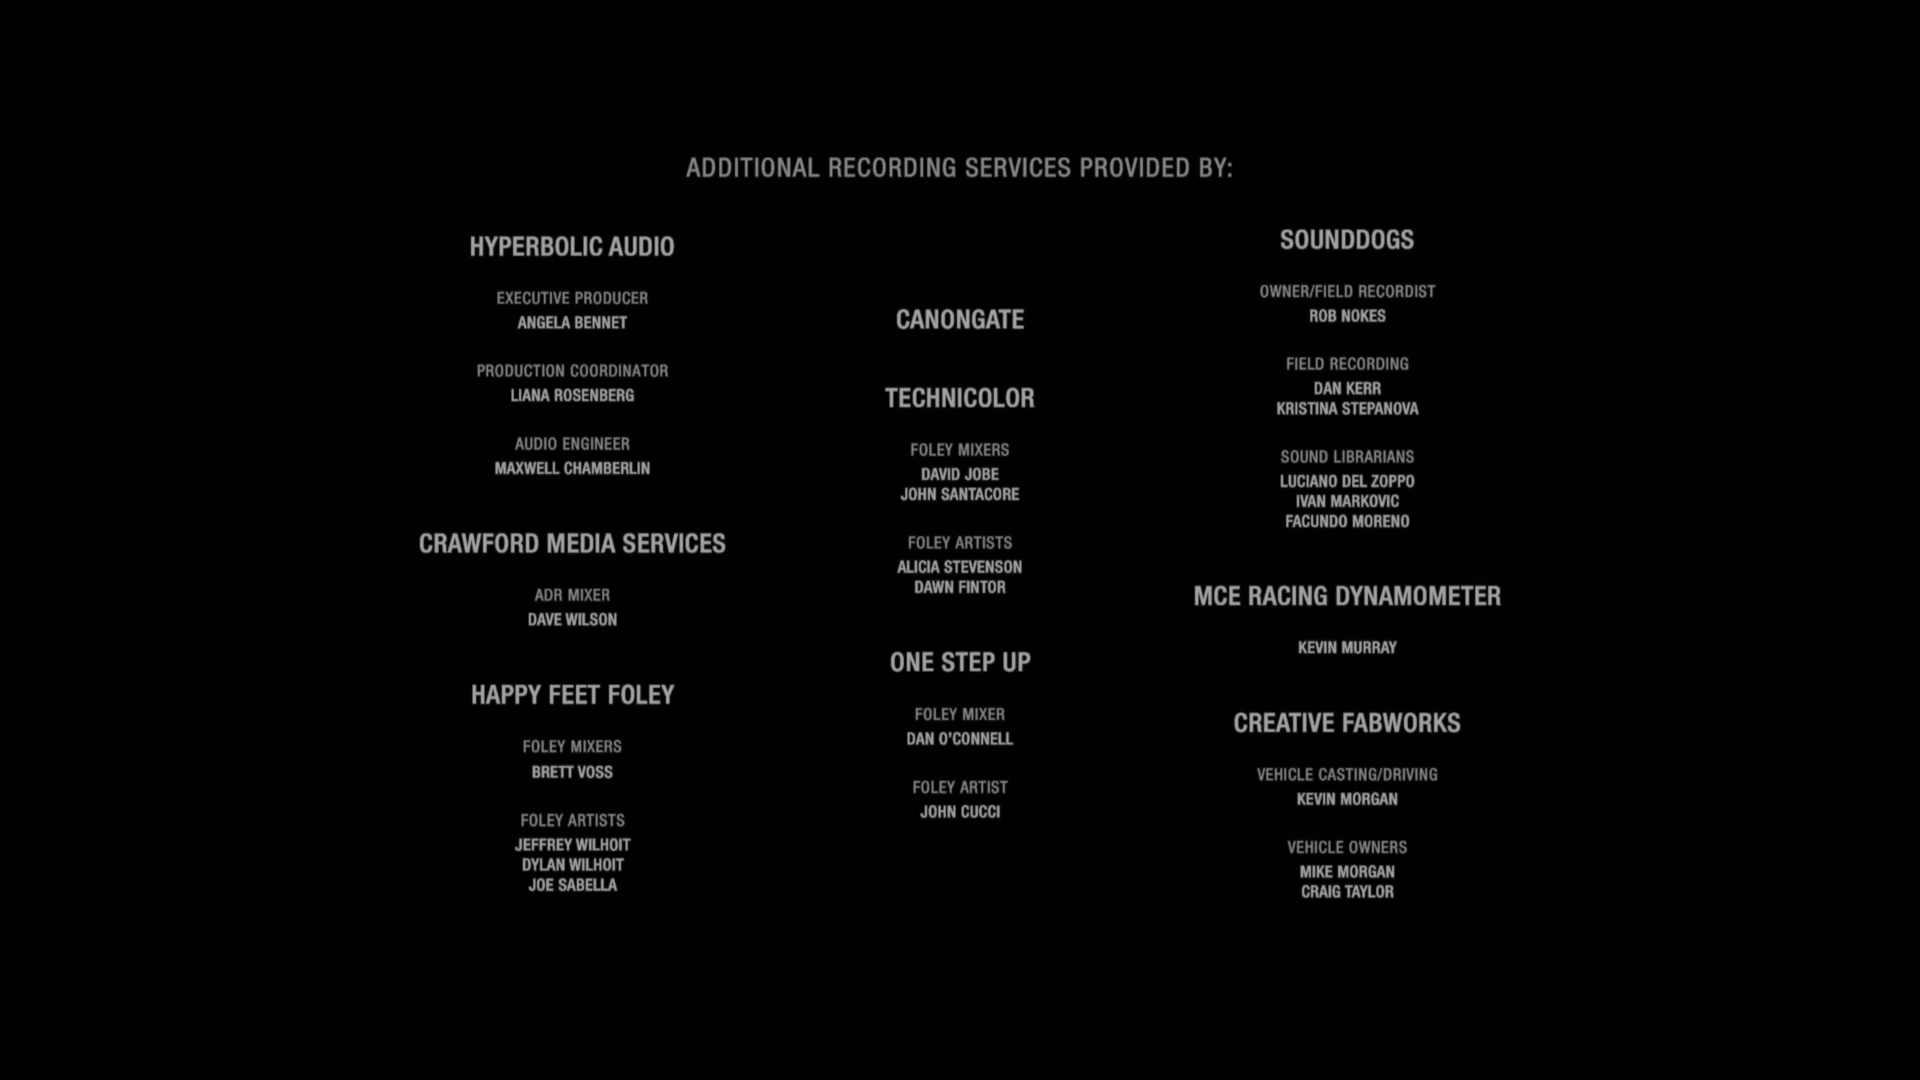 ADDITIONAL RECORDING SERVICES PROVIDED BY:
HYPERBOLIC AUDIO
EXECUTIVE PRODUCER
ANGELA BENNET
PRODUCTION COORDINATOR
LIANA ROSENBERG
AUDIO ENGINEER
MAXWELL CHAMBERLIN
CRAWFORD MEDIA SERVICES
ADR MIXER
DAVE WILSON
HAPPY FEET FOLEY
FOLEY MIXERS
BRETT VOSS
FOLEY ARTISTS
JEFFREY WILHOIT
DYLAN WILHOIT
JOE SABELLA
CANONGATE
TECHNICOLOR
FOLEY MIXERS
DAVID JOBE
JOHN SANTACORE
FOLEY ARTISTS
ALICIA STEVENSON
DAWN FINTOR
ONE STEP UP
FOLEY MIXER
DAN O'CONNELL
FOLEY ARTIST
JOHN CUCCI
SOUNDDOGS
OWNER/FIELD RECORDIST
ROB NOKES
FIELD RECORDING
DAN KERR
KRISTINA STEPANOVA
SOUND LIBRARIANS
LUCIANO DEL ZOPPO
IVAN MARKOVIC
FACUNDO MORENO
MCE RACING DYNAMOMETER
KEVIN MURRAY
CREATIVE FABWORKS
VEHICLE CASTING/DRIVING
KEVIN MORGAN
VEHICLE OWNERS
MIKE MORGAN
CRAIG TAYLOR